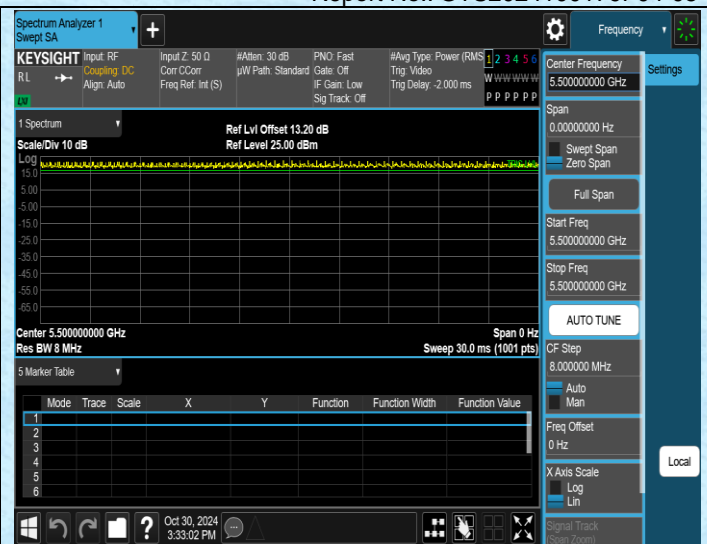 Spectrum Analyzer 1
Swept SA
Frequency
KEYSIGHT
RL
LXI
Input: RF
Coupling: DC
Align: Auto
Input Z: 50 Ω
Corr CCorr
Freq Ref: Int (S)
#Atten: 30 dB
µW Path: Standard
PNO: Fast
Gate: Off
IF Gain: Low
Sig Track: Off
#Avg Type: Power (RMS
Trig: Video
Trig Delay: -2.000 ms
1 2 3 4 5 6
W W W W W W
P P P P P P
Center Frequency
5.500000000 GHz
Settings
Span
0.00000000 Hz
Swept Span
Zero Span
Full Span
Start Freq
5.500000000 GHz
Stop Freq
5.500000000 GHz
AUTO TUNE
CF Step
8.000000 MHz
Auto
Man
Freq Offset
0 Hz
X Axis Scale
Log
Lin
Signal Track
(Span Zoom)
Local
1 Spectrum
Scale/Div 10 dB
Ref Lvl Offset 13.20 dB
Ref Level 25.00 dBm
Log
15.0
5.00
-5.00
-15.0
-25.0
-35.0
-45.0
-55.0
-65.0
Center 5.500000000 GHz
Span 0 Hz
Res BW 8 MHz
Sweep 30.0 ms (1001 pts)
5 Marker Table
Mode Trace Scale X Y Function Function Width Function Value
1
2
3
4
5
6
?
Oct 30, 2024
3:33:02 PM